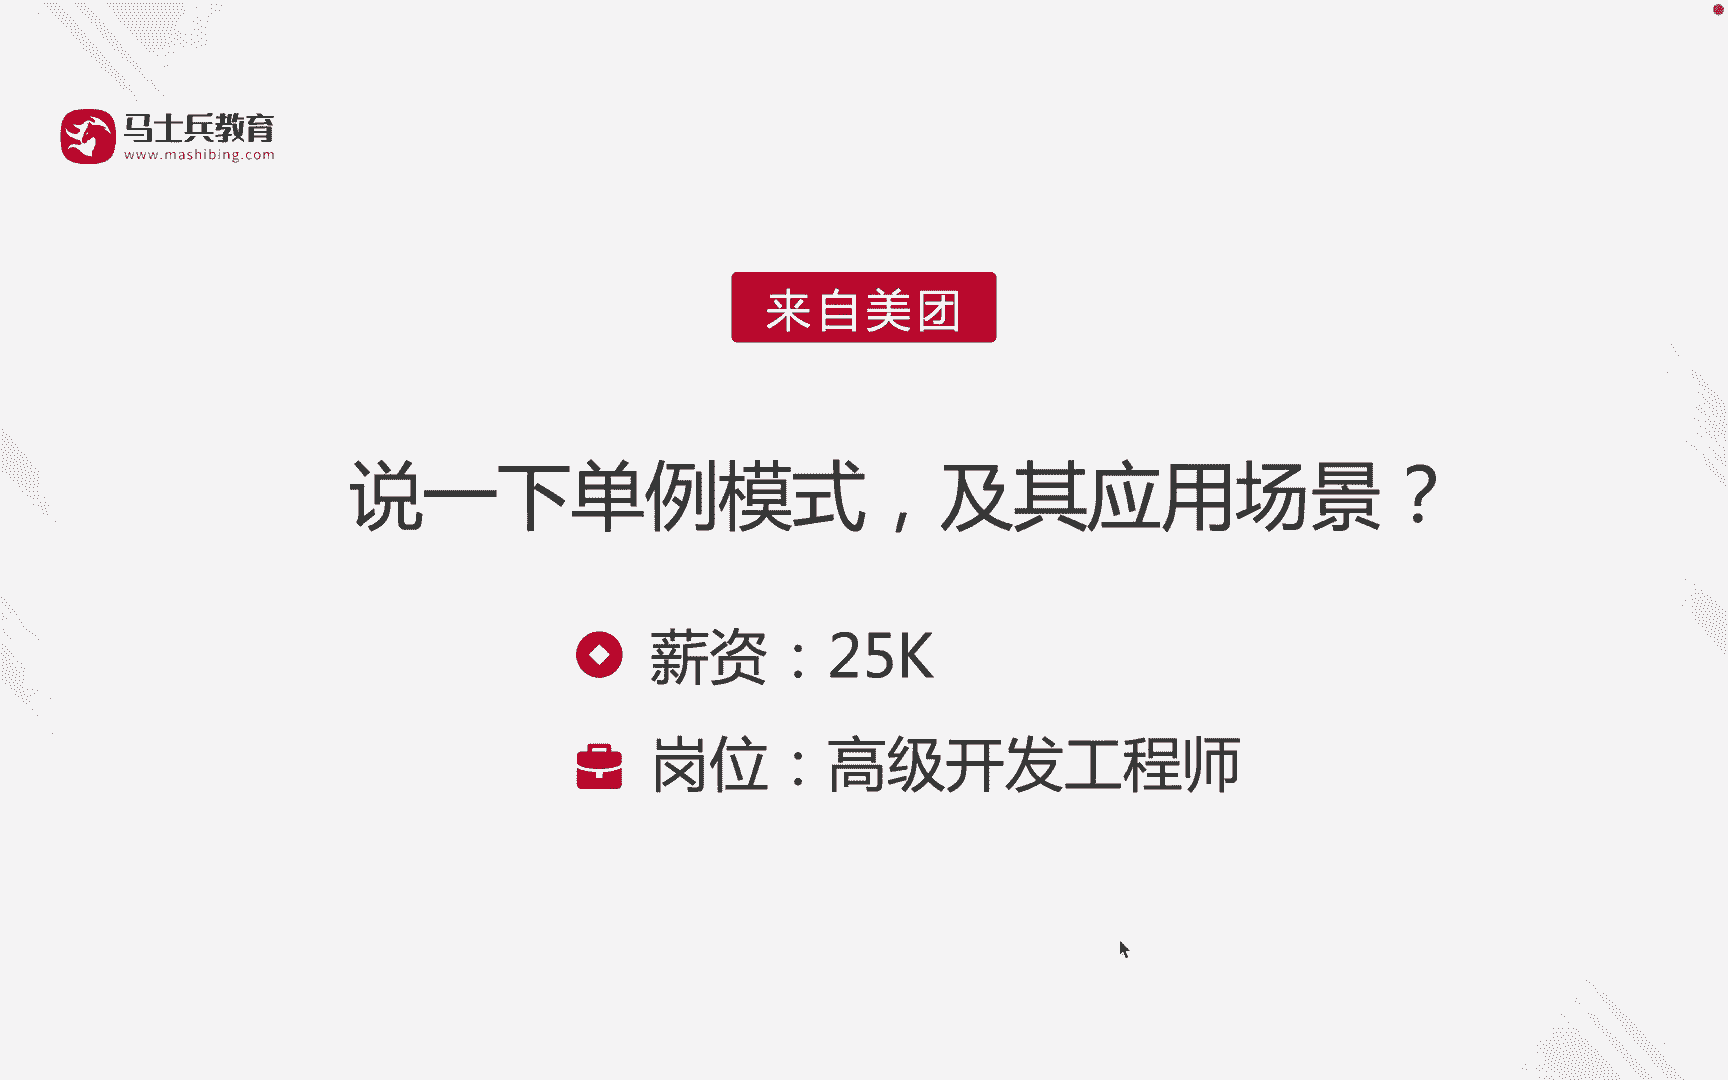 马士兵教育
www.mashibing.com
来自美团
说一下单例模式，及其应用场景？
薪资：25K
岗位：高级开发工程师